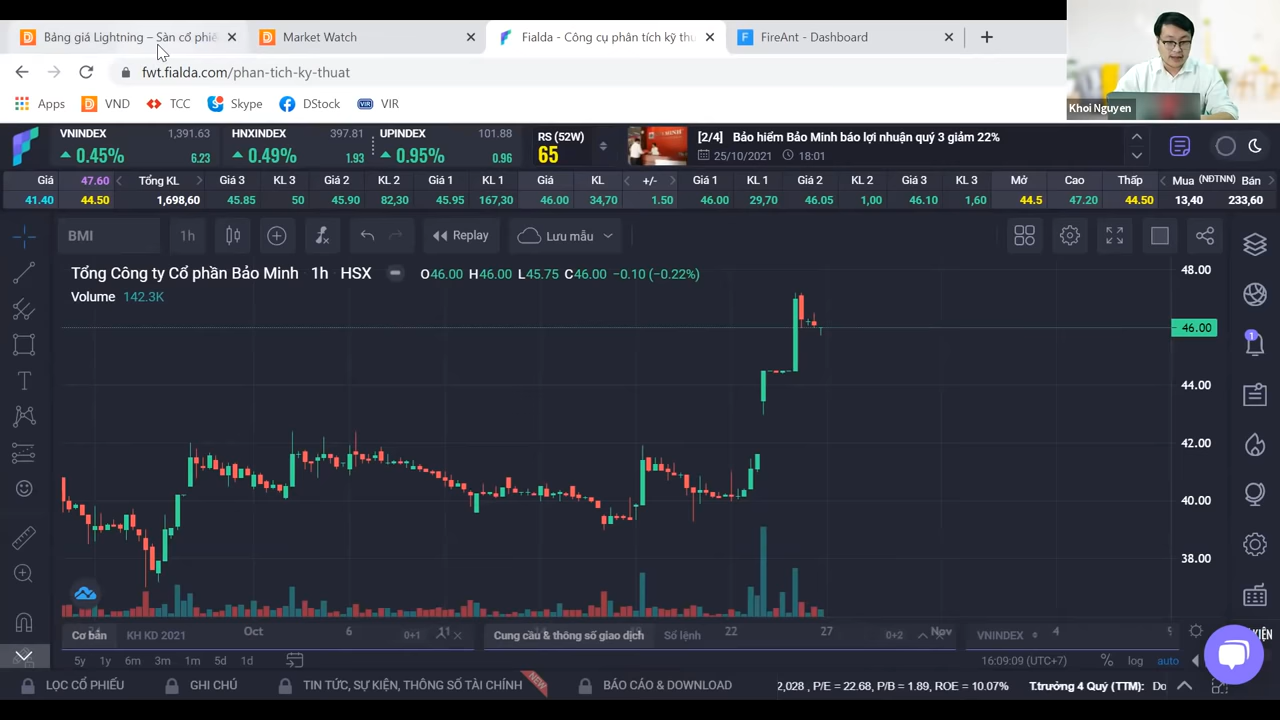 Bảng giá Lightning – Sàn cổ phiế
Market Watch
Fialda - Công cụ phân tích kỹ thu
FireAnt - Dashboard
fwt.fialda.com/phan-tich-ky-thuat
Apps VND TCC Skype DStock VIR
Khoi Nguyen
VNINDEX 1,391.63 HNXINDEX 397.81 UPINDEX 101.88 RS (52W)
0.45% 6.23 0.49% 1.93 0.95% 0.96 65
[2/4] Bảo hiểm Bảo Minh báo lợi nhuận quý 3 giảm 22%
25/10/2021 18:01
Giá 47.60 Tổng KL Giá 3 KL 3 Giá 2 KL 2 Giá 1 KL 1 Giá KL +/- Giá 1 KL 1 Giá 2 KL 2 Giá 3 KL 3 Mở Cao Thấp Mua (NĐTNN) Bán
41.40 44.50 1,698,60 45.85 50 45.90 82,30 45.95 167,30 46.00 34,70 1.50 46.00 29,70 46.05 1,00 46.10 1,60 44.5 47.20 44.50 13,40 233,60
BMI 1h Replay Lưu mẫu
Tổng Công ty Cổ phần Bảo Minh 1h HSX O46.00 H46.00 L45.75 C46.00 −0.10 (−0.22%)
Volume 142.3K
48.00
46.00
44.00
42.00
40.00
38.00
1
Oct 6 11 22 27 Nov 4 9
Cơ bản KH KD 2021 0+1 Cung cầu & thông số giao dịch Sổ lệnh 0+2 VNINDEX
5y 1y 6m 3m 1m 5d 1d 16:09:09 (UTC+7) % log auto
KIỆN
NEW
LỌC CỔ PHIẾU GHI CHÚ TIN TỨC, SỰ KIỆN, THÔNG SỐ TÀI CHÍNH BÁO CÁO & DOWNLOAD 2,028 , P/E = 22.68, P/B = 1.89, ROE = 10.07% T.trưởng 4 Quý (TTM): Do